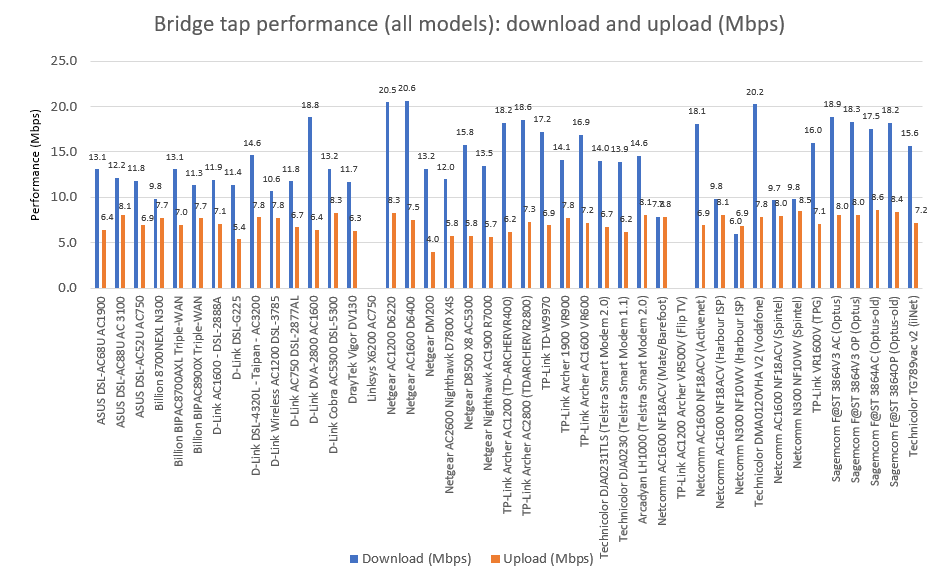 Bridge tap performance (all models): download and upload (Mbps)
Performance (Mbps)
25.0
20.0
15.0
10.0
5.0
0.0
13.1 12.2 11.8 9.8 13.1 11.3 11.9 11.4 14.6 10.6 11.8 18.8 13.2 11.7 20.5 20.6 13.2 12.0 15.8 13.5 18.2 18.6 17.2 14.1 16.9 14.0 13.9 14.6 18.1 9.8 6.0 20.2 9.7 9.8 16.0 18.9 18.3 17.5 18.2 15.6
6.4 8.1 6.9 7.7 7.0 7.7 7.1 5.4 7.8 7.8 6.7 6.4 8.3 6.3 8.3 7.5 4.0 5.8 5.8 5.7 6.2 7.3 6.9 7.8 7.2 6.7 6.2 8.1 7.8 6.9 8.1 6.9 7.8 8.0 8.5 7.1 8.0 8.0 8.6 8.4 7.2
ASUS DSL-AC68U AC1900
ASUS DSL-AC88U AC 3100
ASUS DSL-AC52U AC750
Billion 8700NEXL N300
Billion BIPAC8700AXL Triple-WAN
Billion BIPAC8900X Triple-WAN
D-Link AC1600 - DSL-2888A
D-Link DSL-G225
D-Link DSL-4320L - Taipan - AC3200
D-Link Wireless AC1200 DSL-3785
D-Link AC750 DSL-2877AL
D-Link DVA-2800 AC1600
D-Link Cobra AC5300 DSL-5300
DrayTek Vigor DV130
Linksys X6200 AC750
Netgear AC1200 D6220
Netgear AC1600 D6400
Netgear DM200
Netgear AC2600 Nighthawk D7800 X4S
Netgear D8500 X8 AC5300
Netgear Nighthawk AC1900 R7000
TP-Link Archer AC1200 (TD-ARCHERVR400)
TP-Link Archer AC2800 (TDARCHERVR2800)
TP-Link TD-W9970
TP-Link Archer 1900 VR900
TP-Link Archer AC1600 VR600
Technicolor DJA0231TLS (Telstra Smart Modem 2.0)
Technicolor DJA0230 (Telstra Smart Modem 1.1)
Arcadyan LH1000 (Telstra Smart Modem 2.0)
Netcomm AC1600 NF18ACV (Mate/Barefoot)
TP-Link AC1200 Archer VR500V (Flip TV)
Netcomm AC1600 NF18ACV (Activenet)
Netcomm AC1600 NF18ACV (Harbour ISP)
Netcomm N300 NF10WV (Harbour ISP)
Technicolor DMA0120VHA V2 (Vodafone)
Netcomm AC1600 NF18ACV (Spintel)
Netcomm N300 NF10WV (Spintel)
TP-Link VR1600V (TPG)
Sagemcom F@ST 3864V3 AC (Optus)
Sagemcom F@ST 3864V3 OP (Optus)
Sagemcom F@ST 3864AC (Optus-old)
Sagemcom F@ST 3864OP (Optus-old)
Technicolor TG789vac v2 (iiNet)
Download (Mbps) Upload (Mbps)